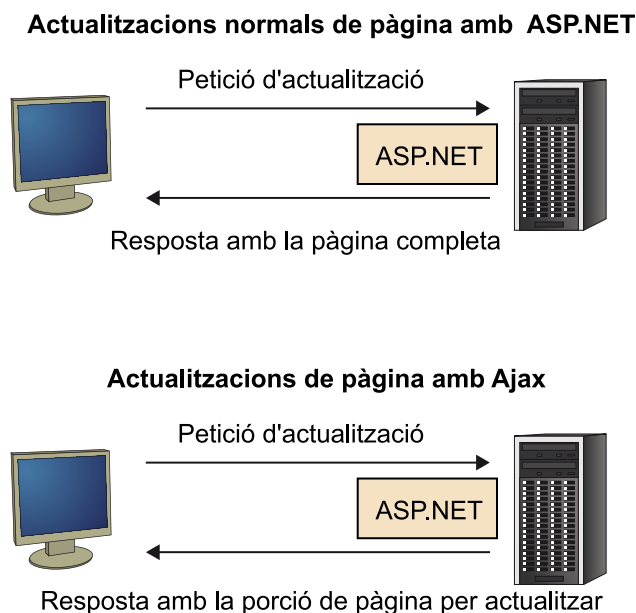 Actualitzacions normals de pàgina amb ASP.NET
Petició d'actualització
ASP.NET
Resposta amb la pàgina completa
Actualitzacions de pàgina amb Ajax
Petició d'actualització
ASP.NET
Resposta amb la porció de pàgina per actualitzar